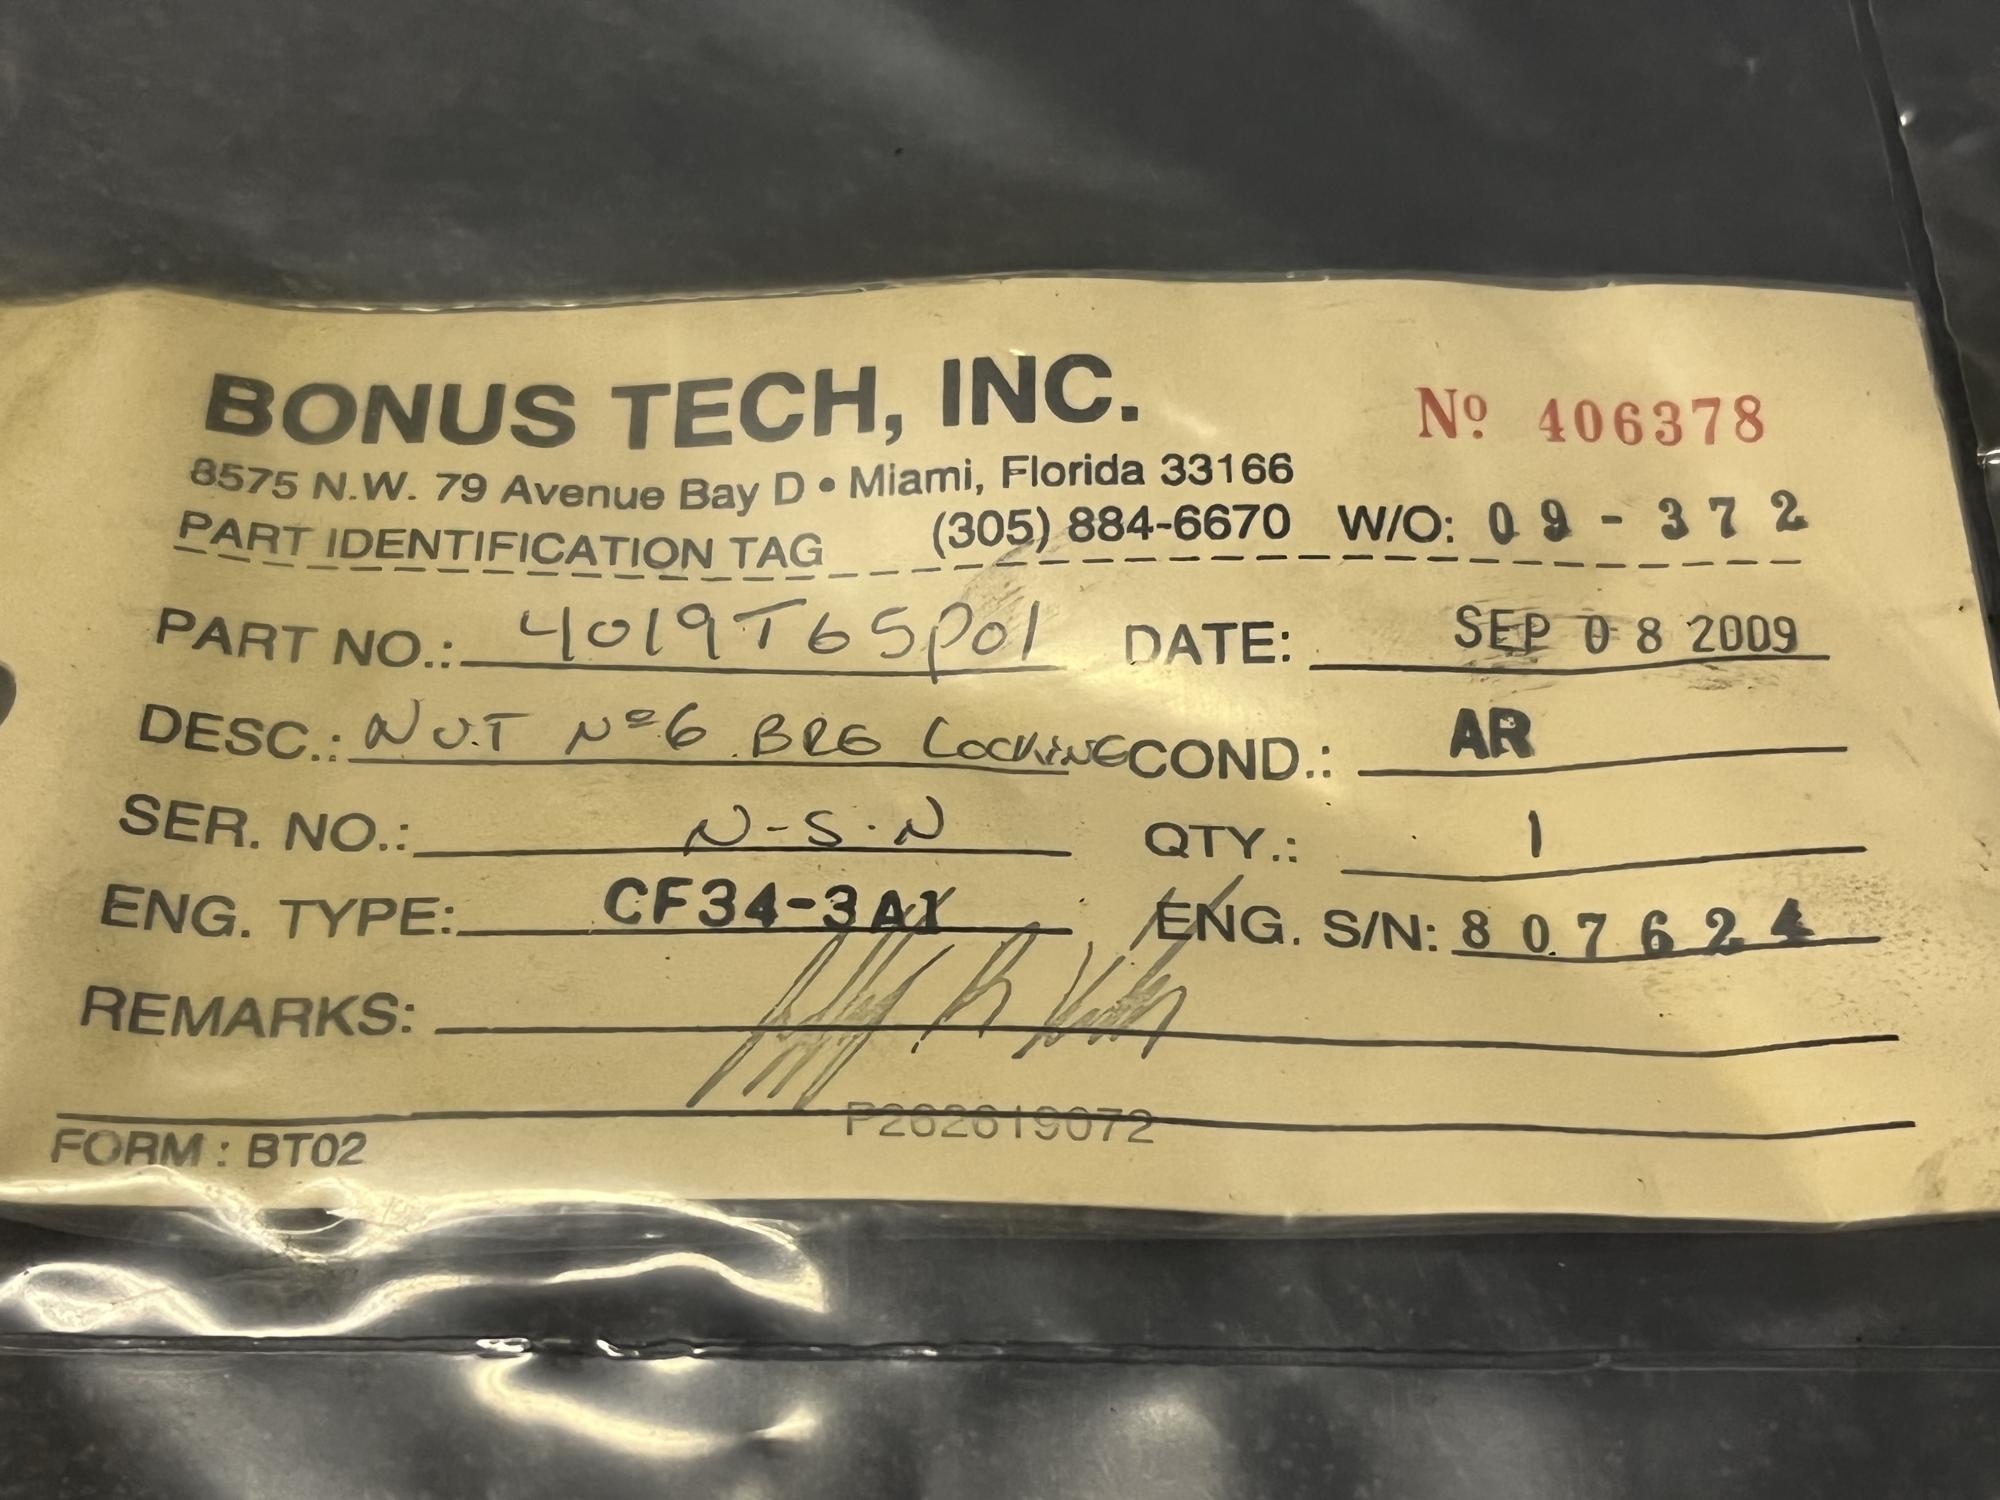 BONUS TECH, INC.
Nº 406378
8575 N.W. 79 Avenue Bay D • Miami, Florida 33166
PART IDENTIFICATION TAG (305) 884-6670 W/O: 09-372
PART NO.: 4019T65P01 DATE: SEP 08 2009
DESC.: NUT Nº6 BRG LOCKING COND.: AR
SER. NO.: N-S-N QTY.: 1
ENG. TYPE: CF34-3A1 ENG. S/N: 807624
REMARKS:
P262619072
FORM : BT02